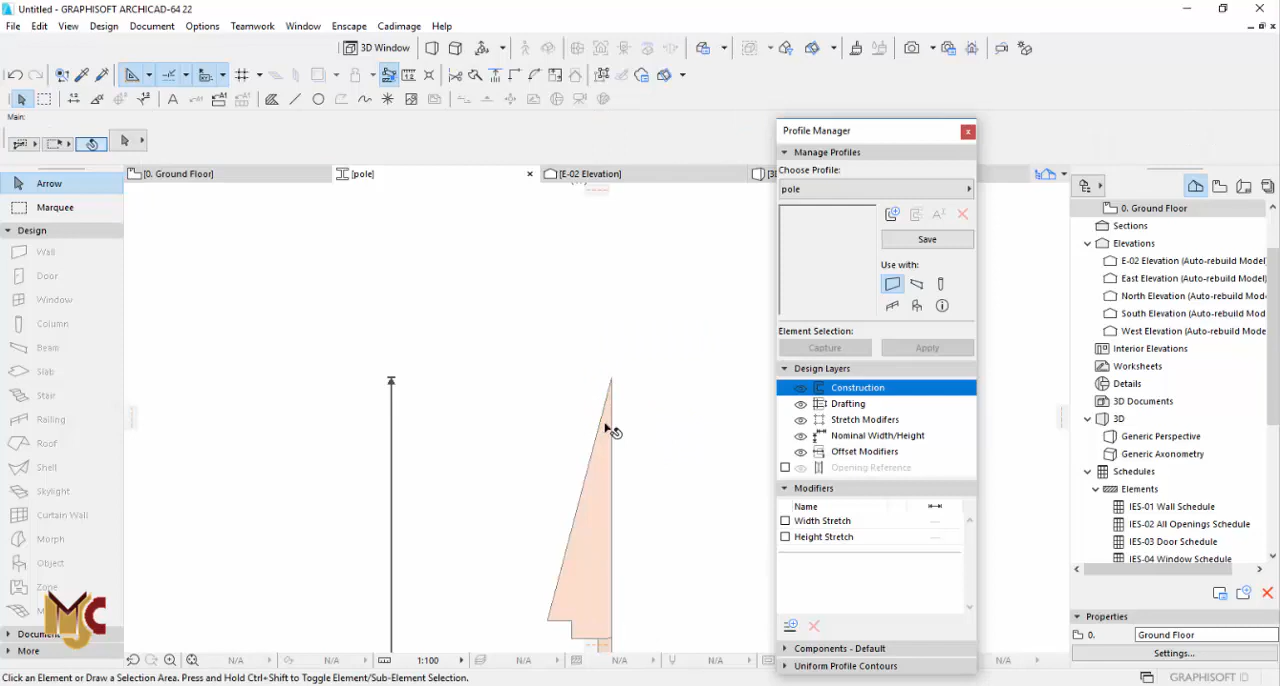 Untitled - GRAPHISOFT ARCHICAD-64 22
File Edit View Design Document Options Teamwork Window Enscape Cadimage Help
3D Window
Main:
[0. Ground Floor]
[pole]
[E-02 Elevation]
Arrow
Marquee
Design
Wall
Door
Window
Column
Beam
Slab
Stair
Railing
Roof
Shell
Skylight
Curtain Wall
Morph
Object
Zone
MJC
More
Profile Manager
Manage Profiles
Choose Profile:
pole
Save
Use with:
Element Selection:
Capture Apply
Design Layers
Construction
Drafting
Stretch Modifers
Nominal Width/Height
Offset Modifiers
Opening Reference
Modifiers
Name
Width Stretch
Height Stretch
Components - Default
Uniform Profile Contours
0. Ground Floor
Sections
Elevations
E-02 Elevation (Auto-rebuild Model)
East Elevation (Auto-rebuild Model)
North Elevation (Auto-rebuild Mode
South Elevation (Auto-rebuild Mode
West Elevation (Auto-rebuild Mode
Interior Elevations
Worksheets
Details
3D Documents
3D
Generic Perspective
Generic Axonometry
Schedules
Elements
IES-01 Wall Schedule
IES-02 All Openings Schedule
IES-03 Door Schedule
IES-04 Window Schedule
Properties
0. Ground Floor
Settings...
N/A N/A 1:100 N/A N/A N/A N/A
Click an Element or Draw a Selection Area. Press and Hold Ctrl+Shift to Toggle Element/Sub-Element Selection.
GRAPHISOFT ID